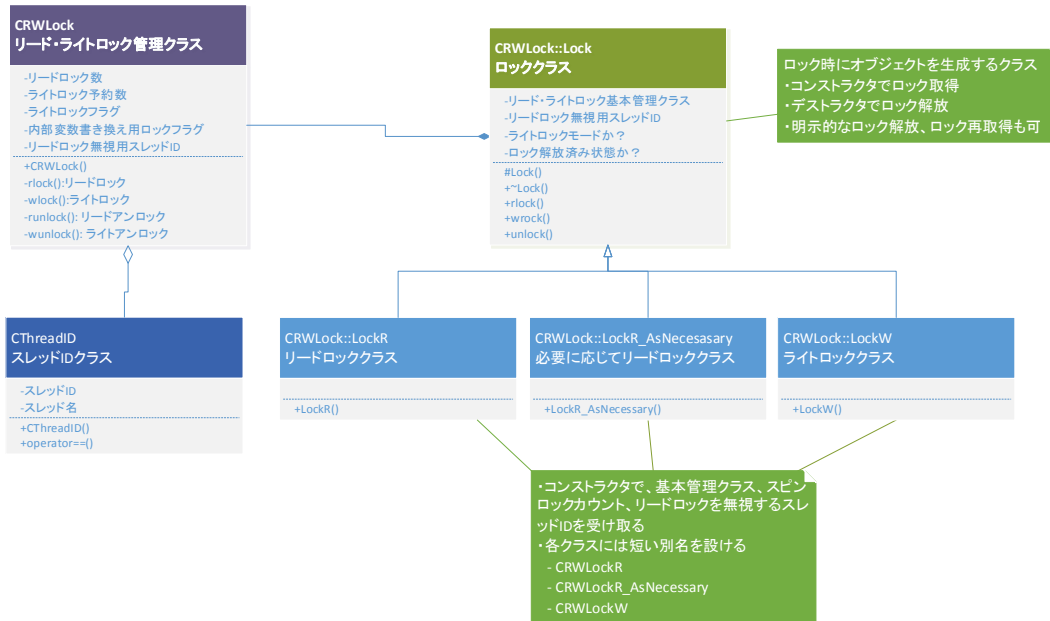 CRWLock
リード・ライトロック管理クラス
-リードロック数
-ライトロック予約数
-ライトロックフラグ
-内部変数書き換え用ロックフラグ
-リードロック無視用スレッドID
+CRWLock()
-rlock():リードロック
-wlock():ライトロック
-runlock(): リードアンロック
-wunlock(): ライトアンロック
CRWLock::Lock
ロッククラス
-リード・ライトロック基本管理クラス
-リードロック無視用スレッドID
-ライトロックモードか？
-ロック解放済み状態か？
#Lock()
+~Lock()
+rlock()
+wrock()
+unlock()
ロック時にオブジェクトを生成するクラス
・コンストラクタでロック取得
・デストラクタでロック解放
・明示的なロック解放、ロック再取得も可
CThreadID
スレッドIDクラス
-スレッドID
-スレッド名
+CThreadID()
+operator==()
CRWLock::LockR
リードロッククラス
+LockR()
CRWLock::LockR_AsNecesasary
必要に応じてリードロッククラス
+LockR_AsNecessary()
CRWLock::LockW
ライトロッククラス
+LockW()
・コンストラクタで、基本管理クラス、スピン
ロックカウント、リードロックを無視するスレ
ッドIDを受け取る
・各クラスには短い別名を設ける
- CRWLockR
- CRWLockR_AsNecessary
- CRWLockW